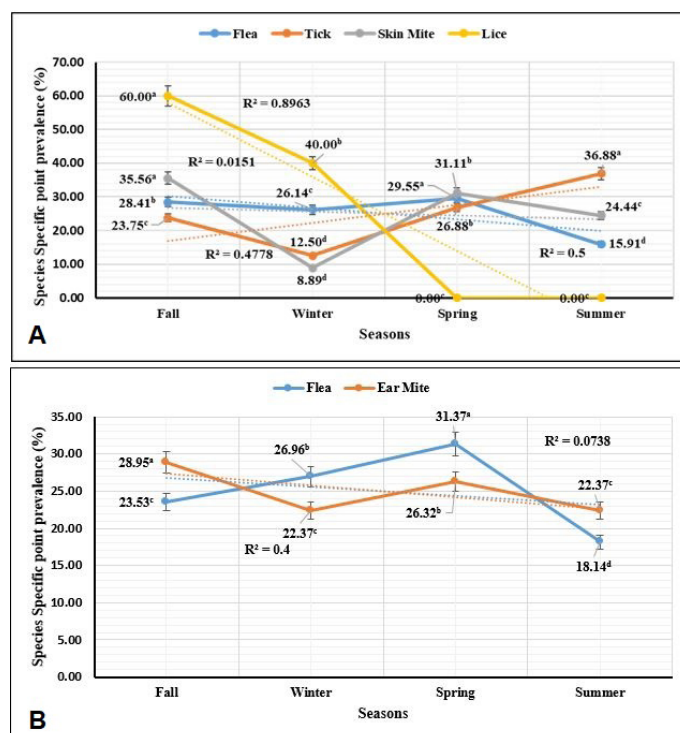 Flea Tick Skin Mite Lice
70.00
60.00
50.00
40.00
30.00
20.00
10.00
0.00
Species Specific point prevalence (%)
60.00ᵃ
R² = 0.8963
40.00ᵇ
36.88ᵃ
R² = 0.0151
31.11ᵇ
35.56ᵃ
29.55ᵃ
28.41ᵇ
26.14ᶜ
24.44ᶜ
23.75ᶜ
26.88ᵇ
12.50ᵈ
R² = 0.4778
R² = 0.5
15.91ᵈ
8.89ᵈ
0.00ᶜ
0.00ᶜ
Fall Winter Spring Summer
Seasons
A
Flea Ear Mite
35.00
30.00
25.00
20.00
15.00
10.00
5.00
0.00
Species Specific point prevalence (%)
31.37ᵃ
R² = 0.0738
28.95ᵃ
26.96ᵇ
23.53ᶜ
22.37ᶜ
26.32ᵇ
22.37ᶜ
R² = 0.4
18.14ᵈ
Fall Winter Spring Summer
Seasons
B